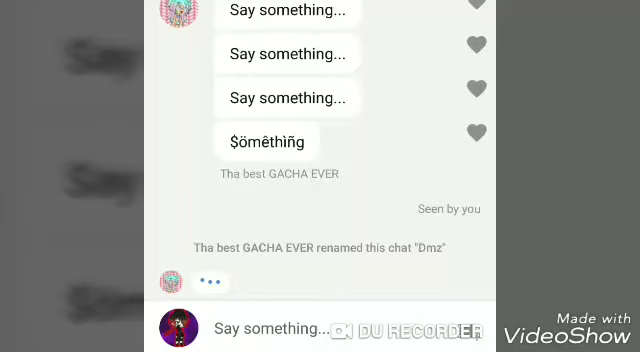 Say something...
Say something...
Say something...
$ömêthìñg
Tha best GACHA EVER
Seen by you
Tha best GACHA EVER renamed this chat "Dmz"
Say something...
DU RECORDER
Made with
VideoShow